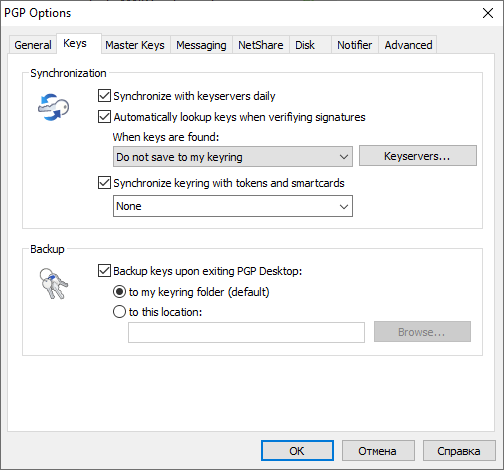 PGP Options
General Keys Master Keys Messaging NetShare Disk Notifier Advanced
Synchronization
Synchronize with keyservers daily
Automatically lookup keys when verifiying signatures
When keys are found:
Do not save to my keyring Keyservers...
Synchronize keyring with tokens and smartcards
None
Backup
Backup keys upon exiting PGP Desktop:
to my keyring folder (default)
to this location:
Browse...
OK Отмена Справка